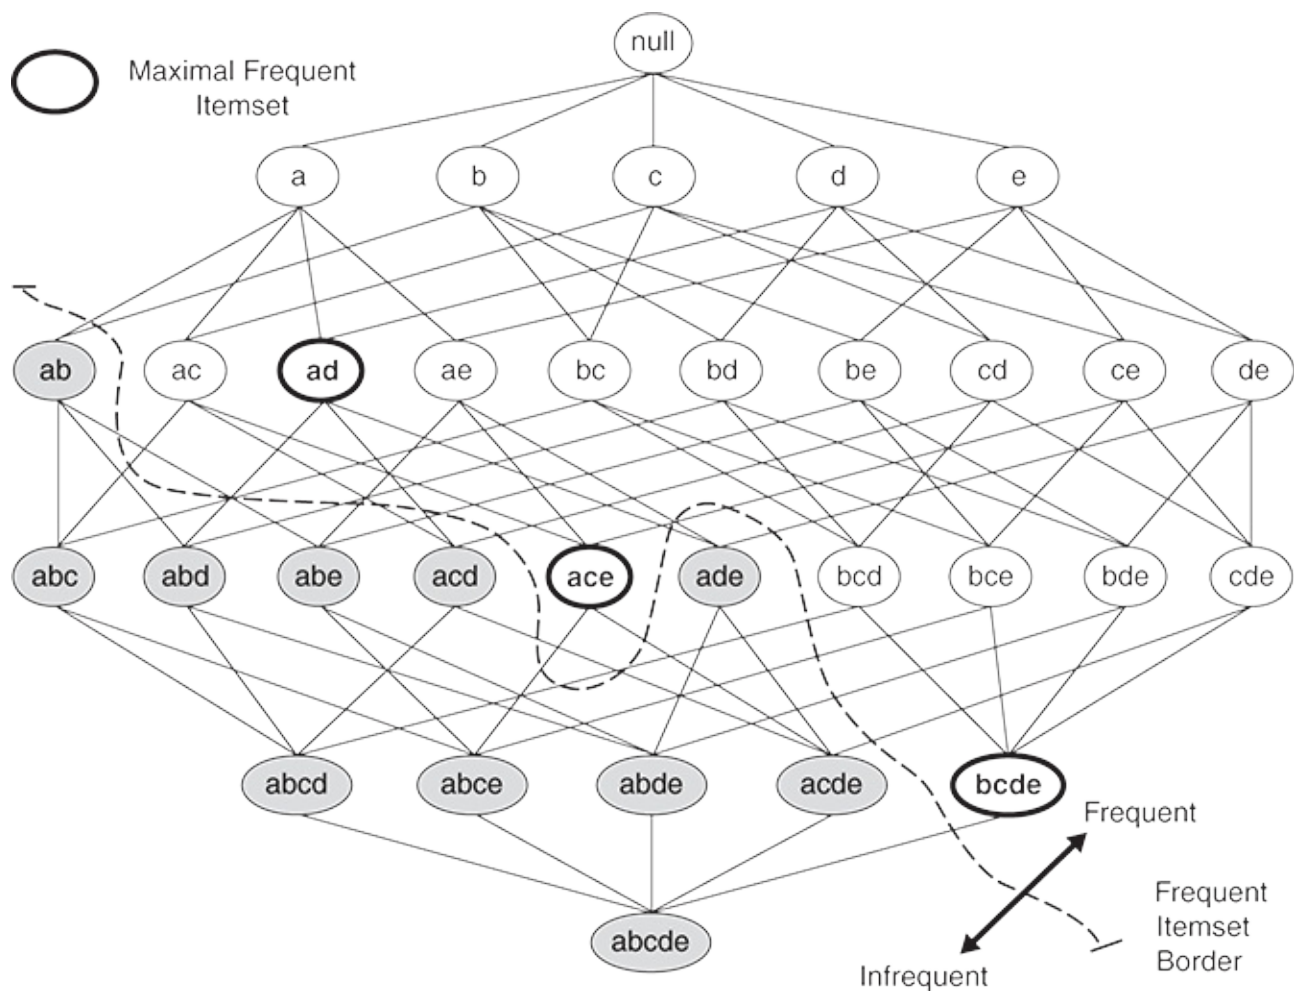 null
Maximal Frequent
Itemset
a b c d e
ab ac ad ae bc bd be cd ce de
abc abd abe acd ace ade bcd bce bde cde
abcd abce abde acde bcde
Frequent
Frequent
Itemset
Border
abcde
Infrequent